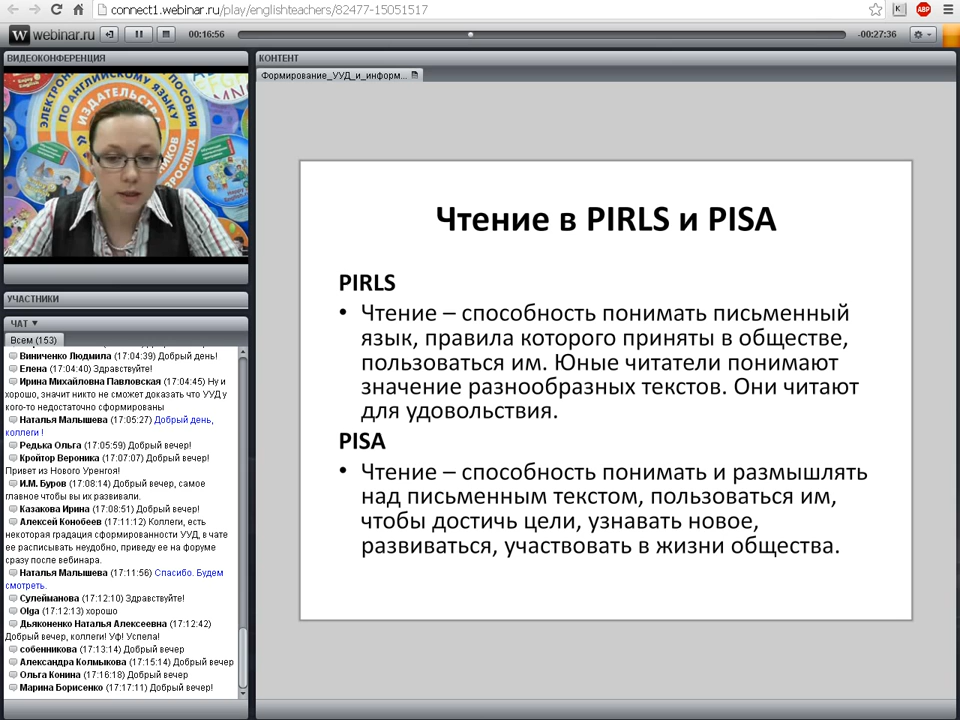 connect1.webinar.ru/play/englishteachers/82477-15051517
webinar.ru
00:16:56
-00:27:36
ВИДЕОКОНФЕРЕНЦИЯ
КОНТЕНТ
Формирование_УУД_и_информ...
ЭЛЕКТРОННЫЕ ПОСОБИЯ
ПО АНГЛИЙСКОМУ ЯЗЫКУ
ИЗДАТЕЛЬСТВО
УЧАСТНИКИ
ЧАТ
Всем (153)
Виниченко Людмила (17:04:39) Добрый день!
Елена (17:04:40) Здравствуйте!
Ирина Михайловна Павловская (17:04:45) Ну и
хорошо, значит никто не сможет доказать что УУД у
кого-то недостаточно сформированы
Наталья Малышева (17:05:27) Добрый день,
коллеги !
Редька Ольга (17:05:59) Добрый вечер!
Кройтор Вероника (17:07:07) Добрый вечер!
Привет из Нового Уренгоя!
И.М. Буров (17:08:14) Добрый вечер, самое
главное чтобы вы их развивали.
Казакова Ирина (17:08:51) Добрый вечер!
Алексей Конобеев (17:11:12) Коллеги, есть
некоторая градация сформированности УУД, в чате
ее расписывать неудобно, приведу ее на форуме
сразу после вебинара.
Наталья Малышева (17:11:56) Спасибо. Будем
смотреть.
Сулейманова (17:12:10) Здравствуйте!
Olga (17:12:13) хорошо
Дьяконенко Наталья Алексеевна (17:12:42)
Добрый вечер, коллеги! Уф! Успела!
собенникова (17:13:14) Добрый вечер
Александра Колмыкова (17:15:14) Добрый вечер
Ольга Конина (17:16:18) Добрый вечер
Марина Борисенко (17:17:11) Добрый вечер!
Чтение в PIRLS и PISA
PIRLS
• Чтение – способность понимать письменный
язык, правила которого приняты в обществе,
пользоваться им. Юные читатели понимают
значение разнообразных текстов. Они читают
для удовольствия.
PISA
• Чтение – способность понимать и размышлять
над письменным текстом, пользоваться им,
чтобы достичь цели, узнавать новое,
развиваться, участвовать в жизни общества.